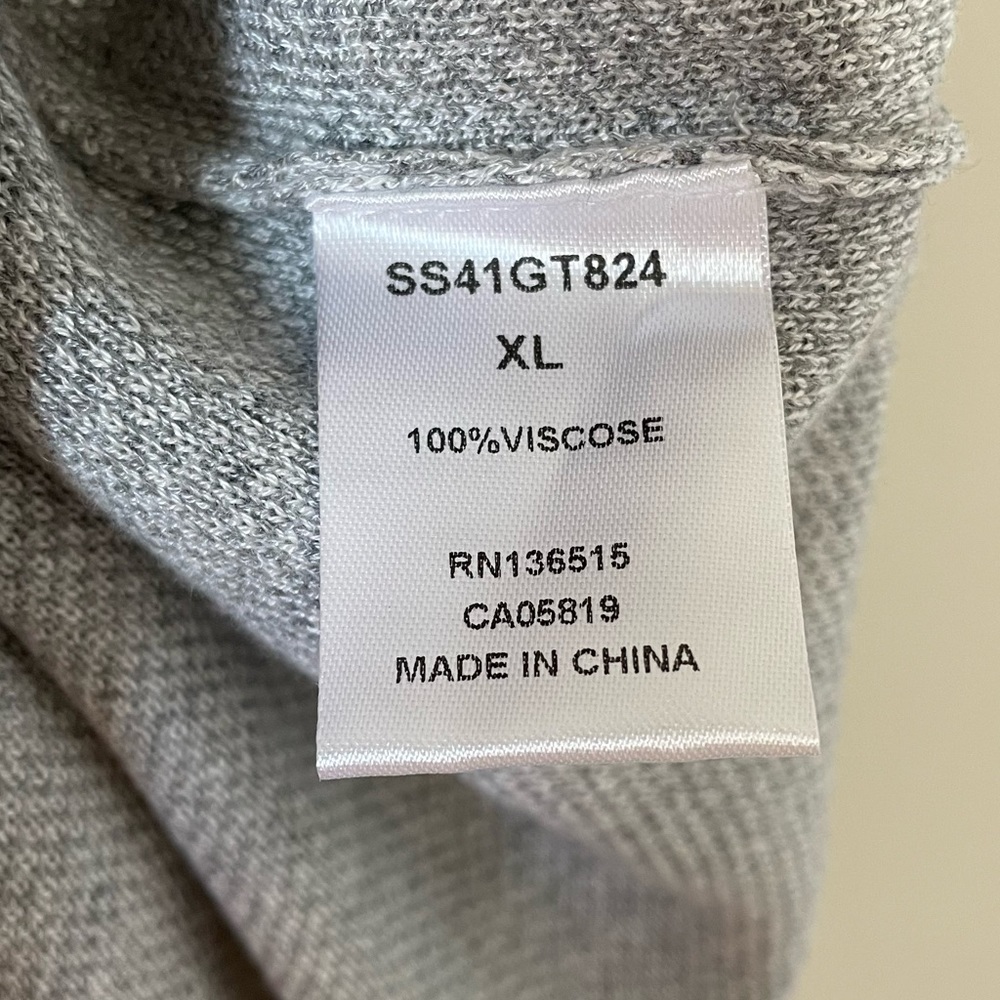 SS41GT824
XL
100%VISCOSE
RN136515
CA05819
MADE IN CHINA